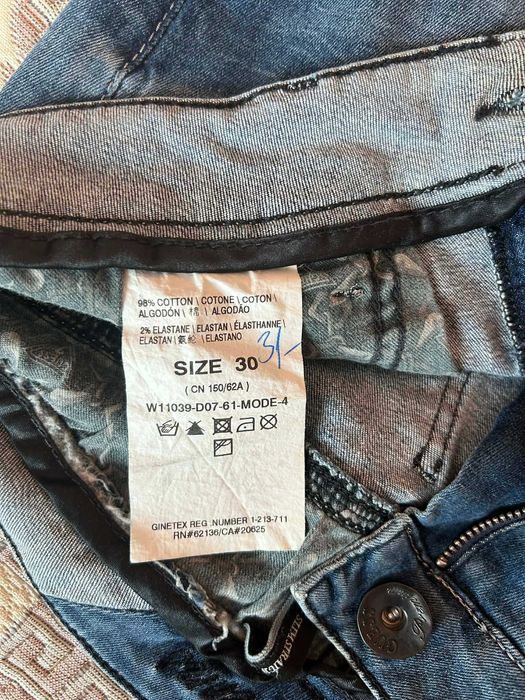 98% COTTON \ COTONE \ COTON \
ALGODÓN \ 棉 \ ALGODÃO
2% ELASTANE \ ELASTAN \ ÉLASTHANNE \
ELASTAN \ 氨纶 \ ELASTANO
SIZE 30
31-
( CN 150/62A )
W11039-D07-61-MODE-4
GINETEX REG .NUMBER 1-213-711
RN#62136/CA#20625